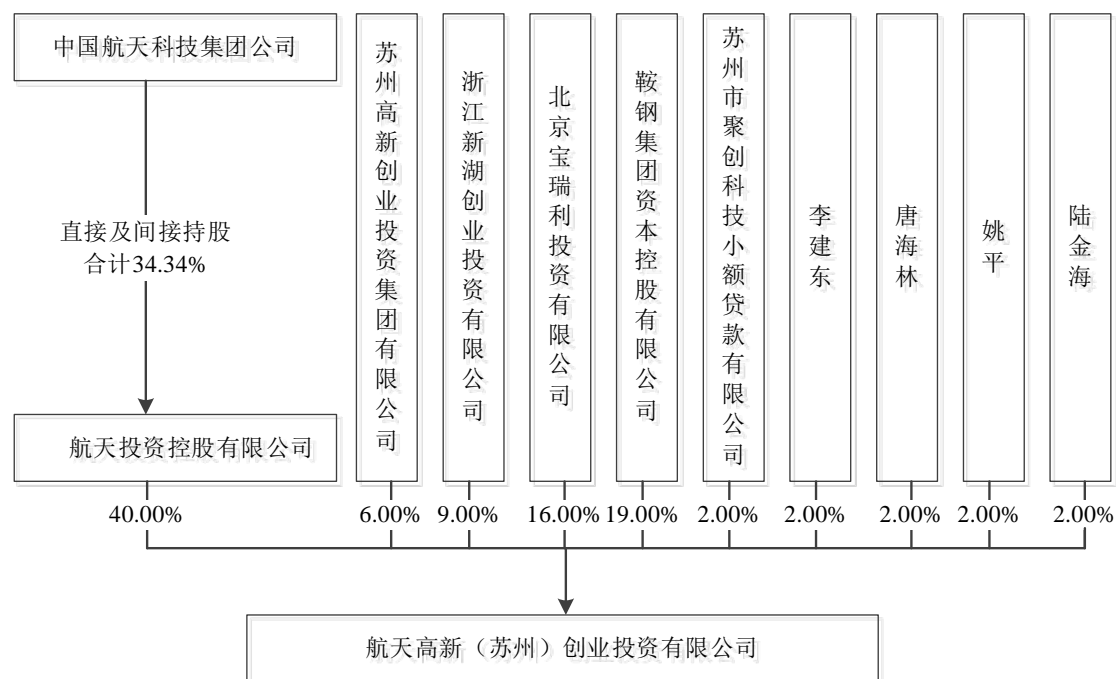 中国航天科技集团公司
直接及间接持股
合计34.34%
航天投资控股有限公司
苏州高新创业投资集团有限公司
浙江新湖创业投资有限公司
北京宝瑞利投资有限公司
鞍钢集团资本控股有限公司
苏州市聚创科技小额贷款有限公司
李建东
唐海林
姚平
陆金海
40.00%
6.00%
9.00%
16.00%
19.00%
2.00%
2.00%
2.00%
2.00%
2.00%
航天高新（苏州）创业投资有限公司